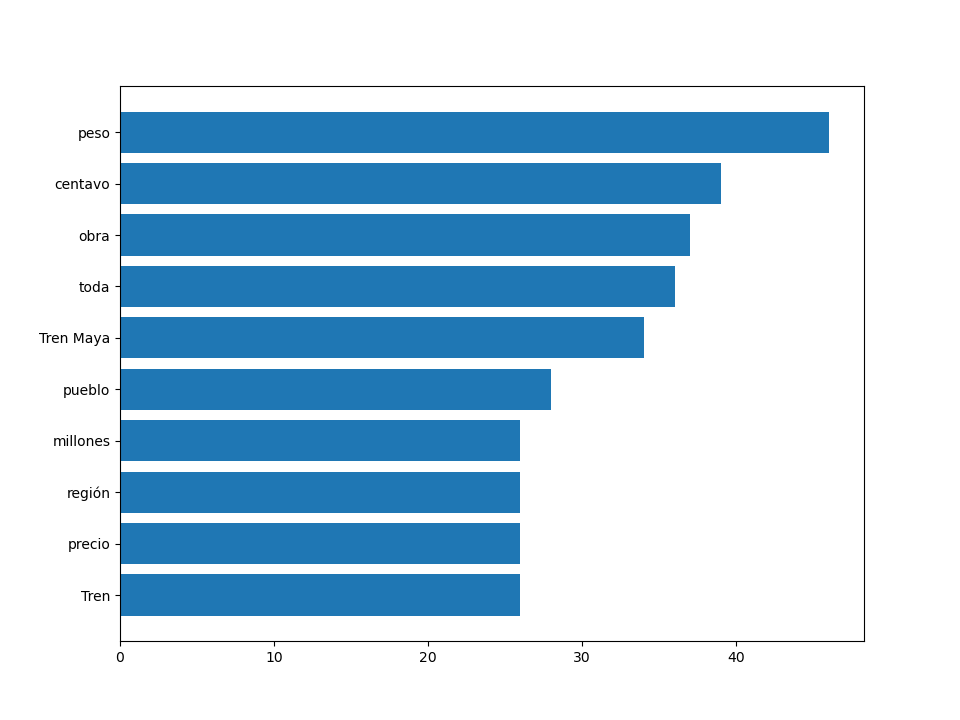 peso
centavo
obra
toda
Tren Maya
pueblo
millones
región
precio
Tren
0 10 20 30 40